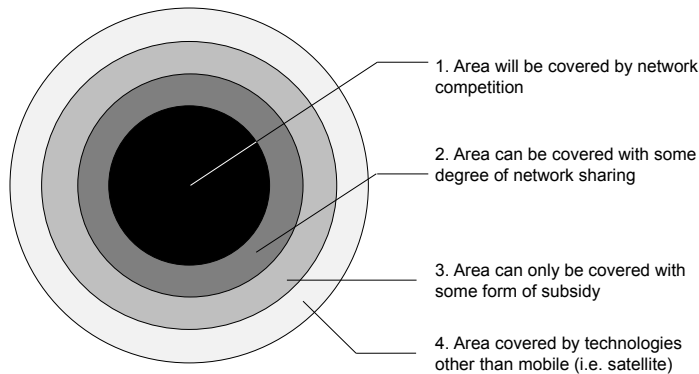 1. Area will be covered by network
competition
2. Area can be covered with some
degree of network sharing
3. Area can only be covered with
some form of subsidy
4. Area covered by technologies
other than mobile (i.e. satellite)